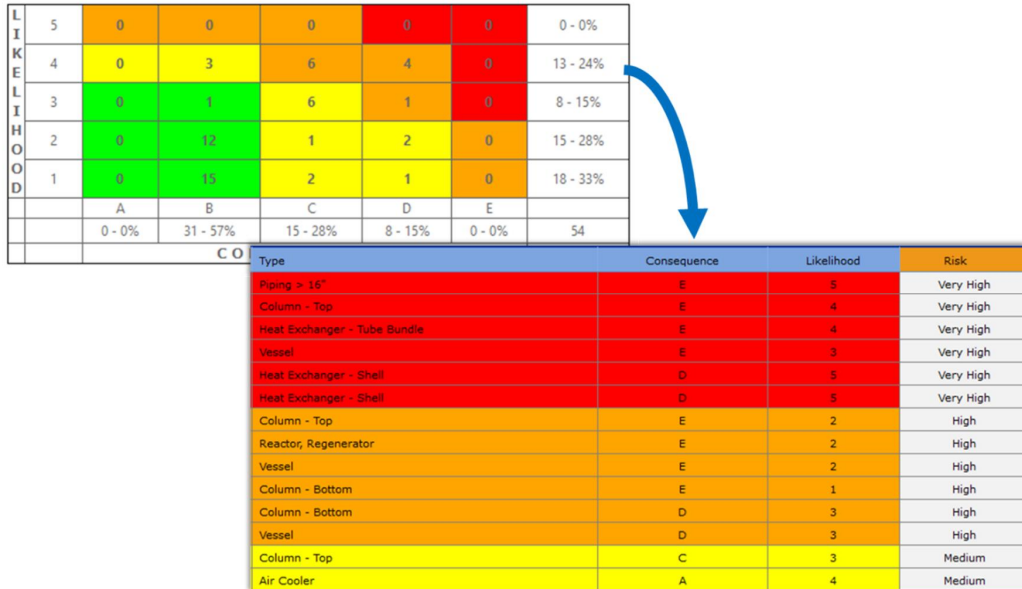 LIKELIHOOD
5 0 0 0 0 0 0 - 0%
4 0 3 6 4 0 13 - 24%
3 0 1 6 1 0 8 - 15%
2 0 12 1 2 0 15 - 28%
1 0 15 2 1 0 18 - 33%
A B C D E
0 - 0% 31 - 57% 15 - 28% 8 - 15% 0 - 0% 54
C O
Type Consequence Likelihood Risk
Piping > 16" E 5 Very High
Column - Top E 4 Very High
Heat Exchanger - Tube Bundle E 4 Very High
Vessel E 3 Very High
Heat Exchanger - Shell D 5 Very High
Heat Exchanger - Shell D 5 Very High
Column - Top E 2 High
Reactor, Regenerator E 2 High
Vessel E 2 High
Column - Bottom E 1 High
Column - Bottom D 3 High
Vessel D 3 High
Column - Top C 3 Medium
Air Cooler A 4 Medium